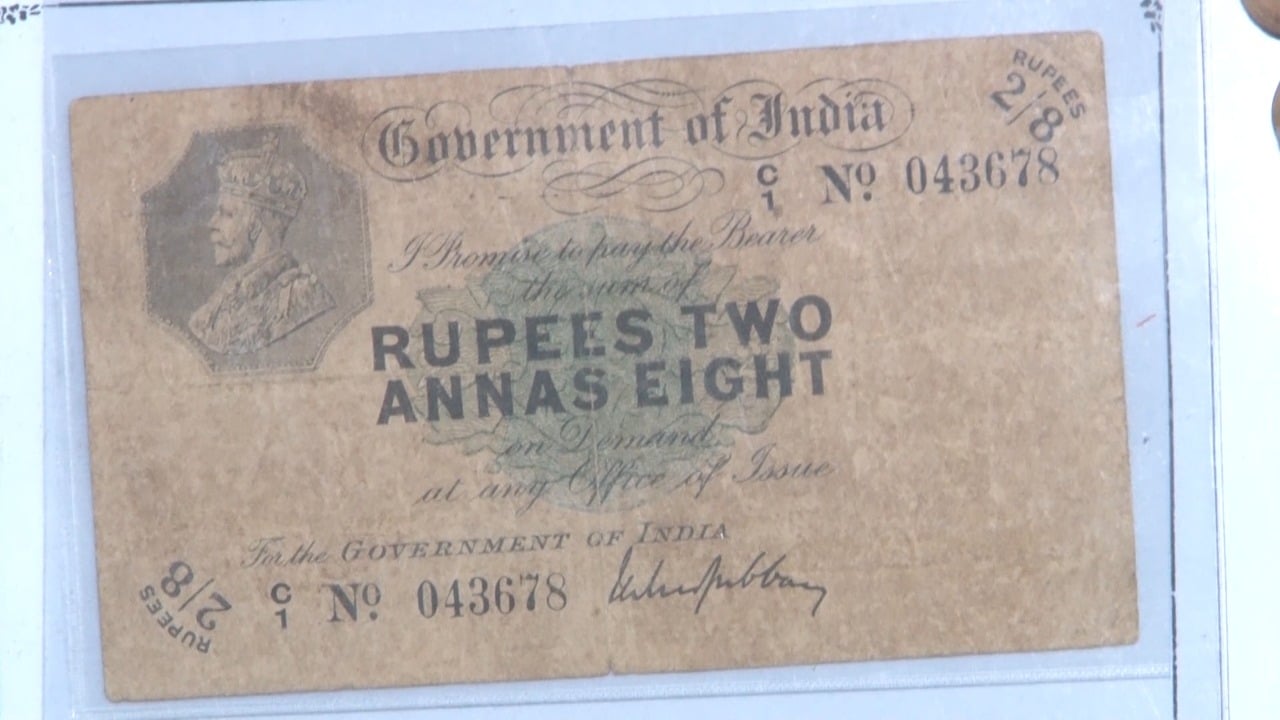 Government of India
RUPEES
2/8
C/1 Nº 043678
I Promise to pay the Bearer
the sum of
RUPEES TWO
ANNAS EIGHT
on Demand
at any Office of Issue
For the GOVERNMENT OF INDIA
C/1 Nº 043678
RUPEES
2/8